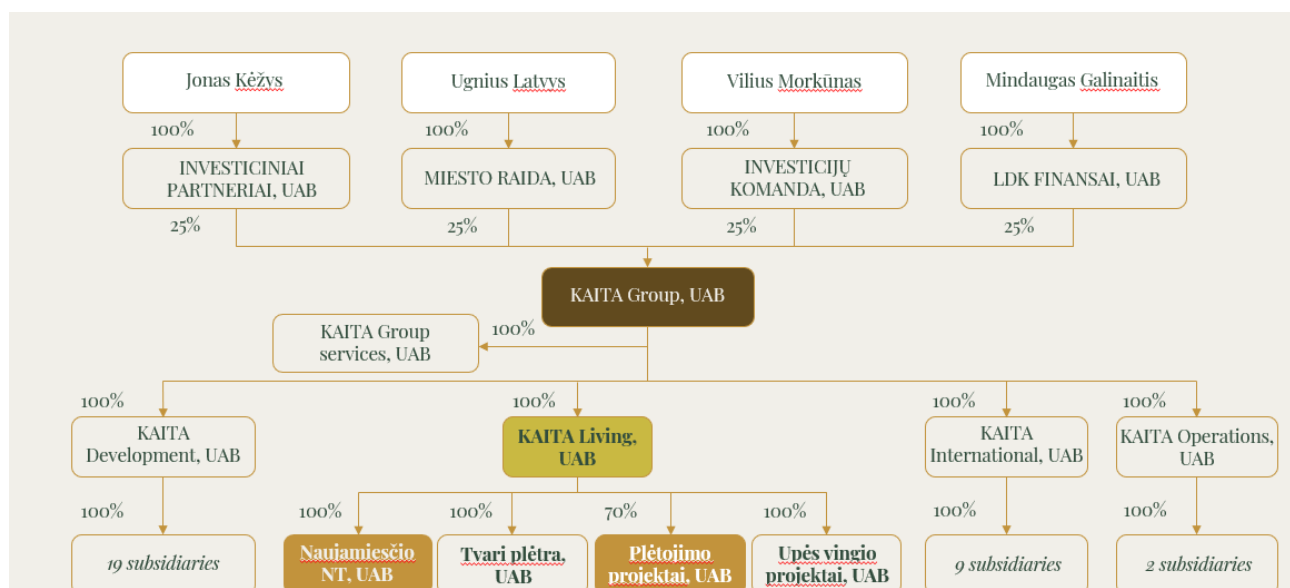 Jonas Kėžys
Ugnius Latvys
Vilius Morkūnas
Mindaugas Galinaitis
100%
100%
100%
100%
INVESTICINIAI
PARTNERIAI, UAB
MIESTO RAIDA, UAB
INVESTICIJŲ
KOMANDA, UAB
LDK FINANSAI, UAB
25%
25%
25%
25%
KAITA Group, UAB
KAITA Group
services, UAB
100%
100%
100%
100%
100%
KAITA
Development, UAB
KAITA Living,
UAB
KAITA
International, UAB
KAITA Operations,
UAB
100%
100%
100%
70%
100%
100%
100%
19 subsidiaries
Naujamiesčio
NT, UAB
Tvari plėtra,
UAB
Plėtojimo
projektai, UAB
Upės vingio
projektai, UAB
9 subsidiaries
2 subsidiaries